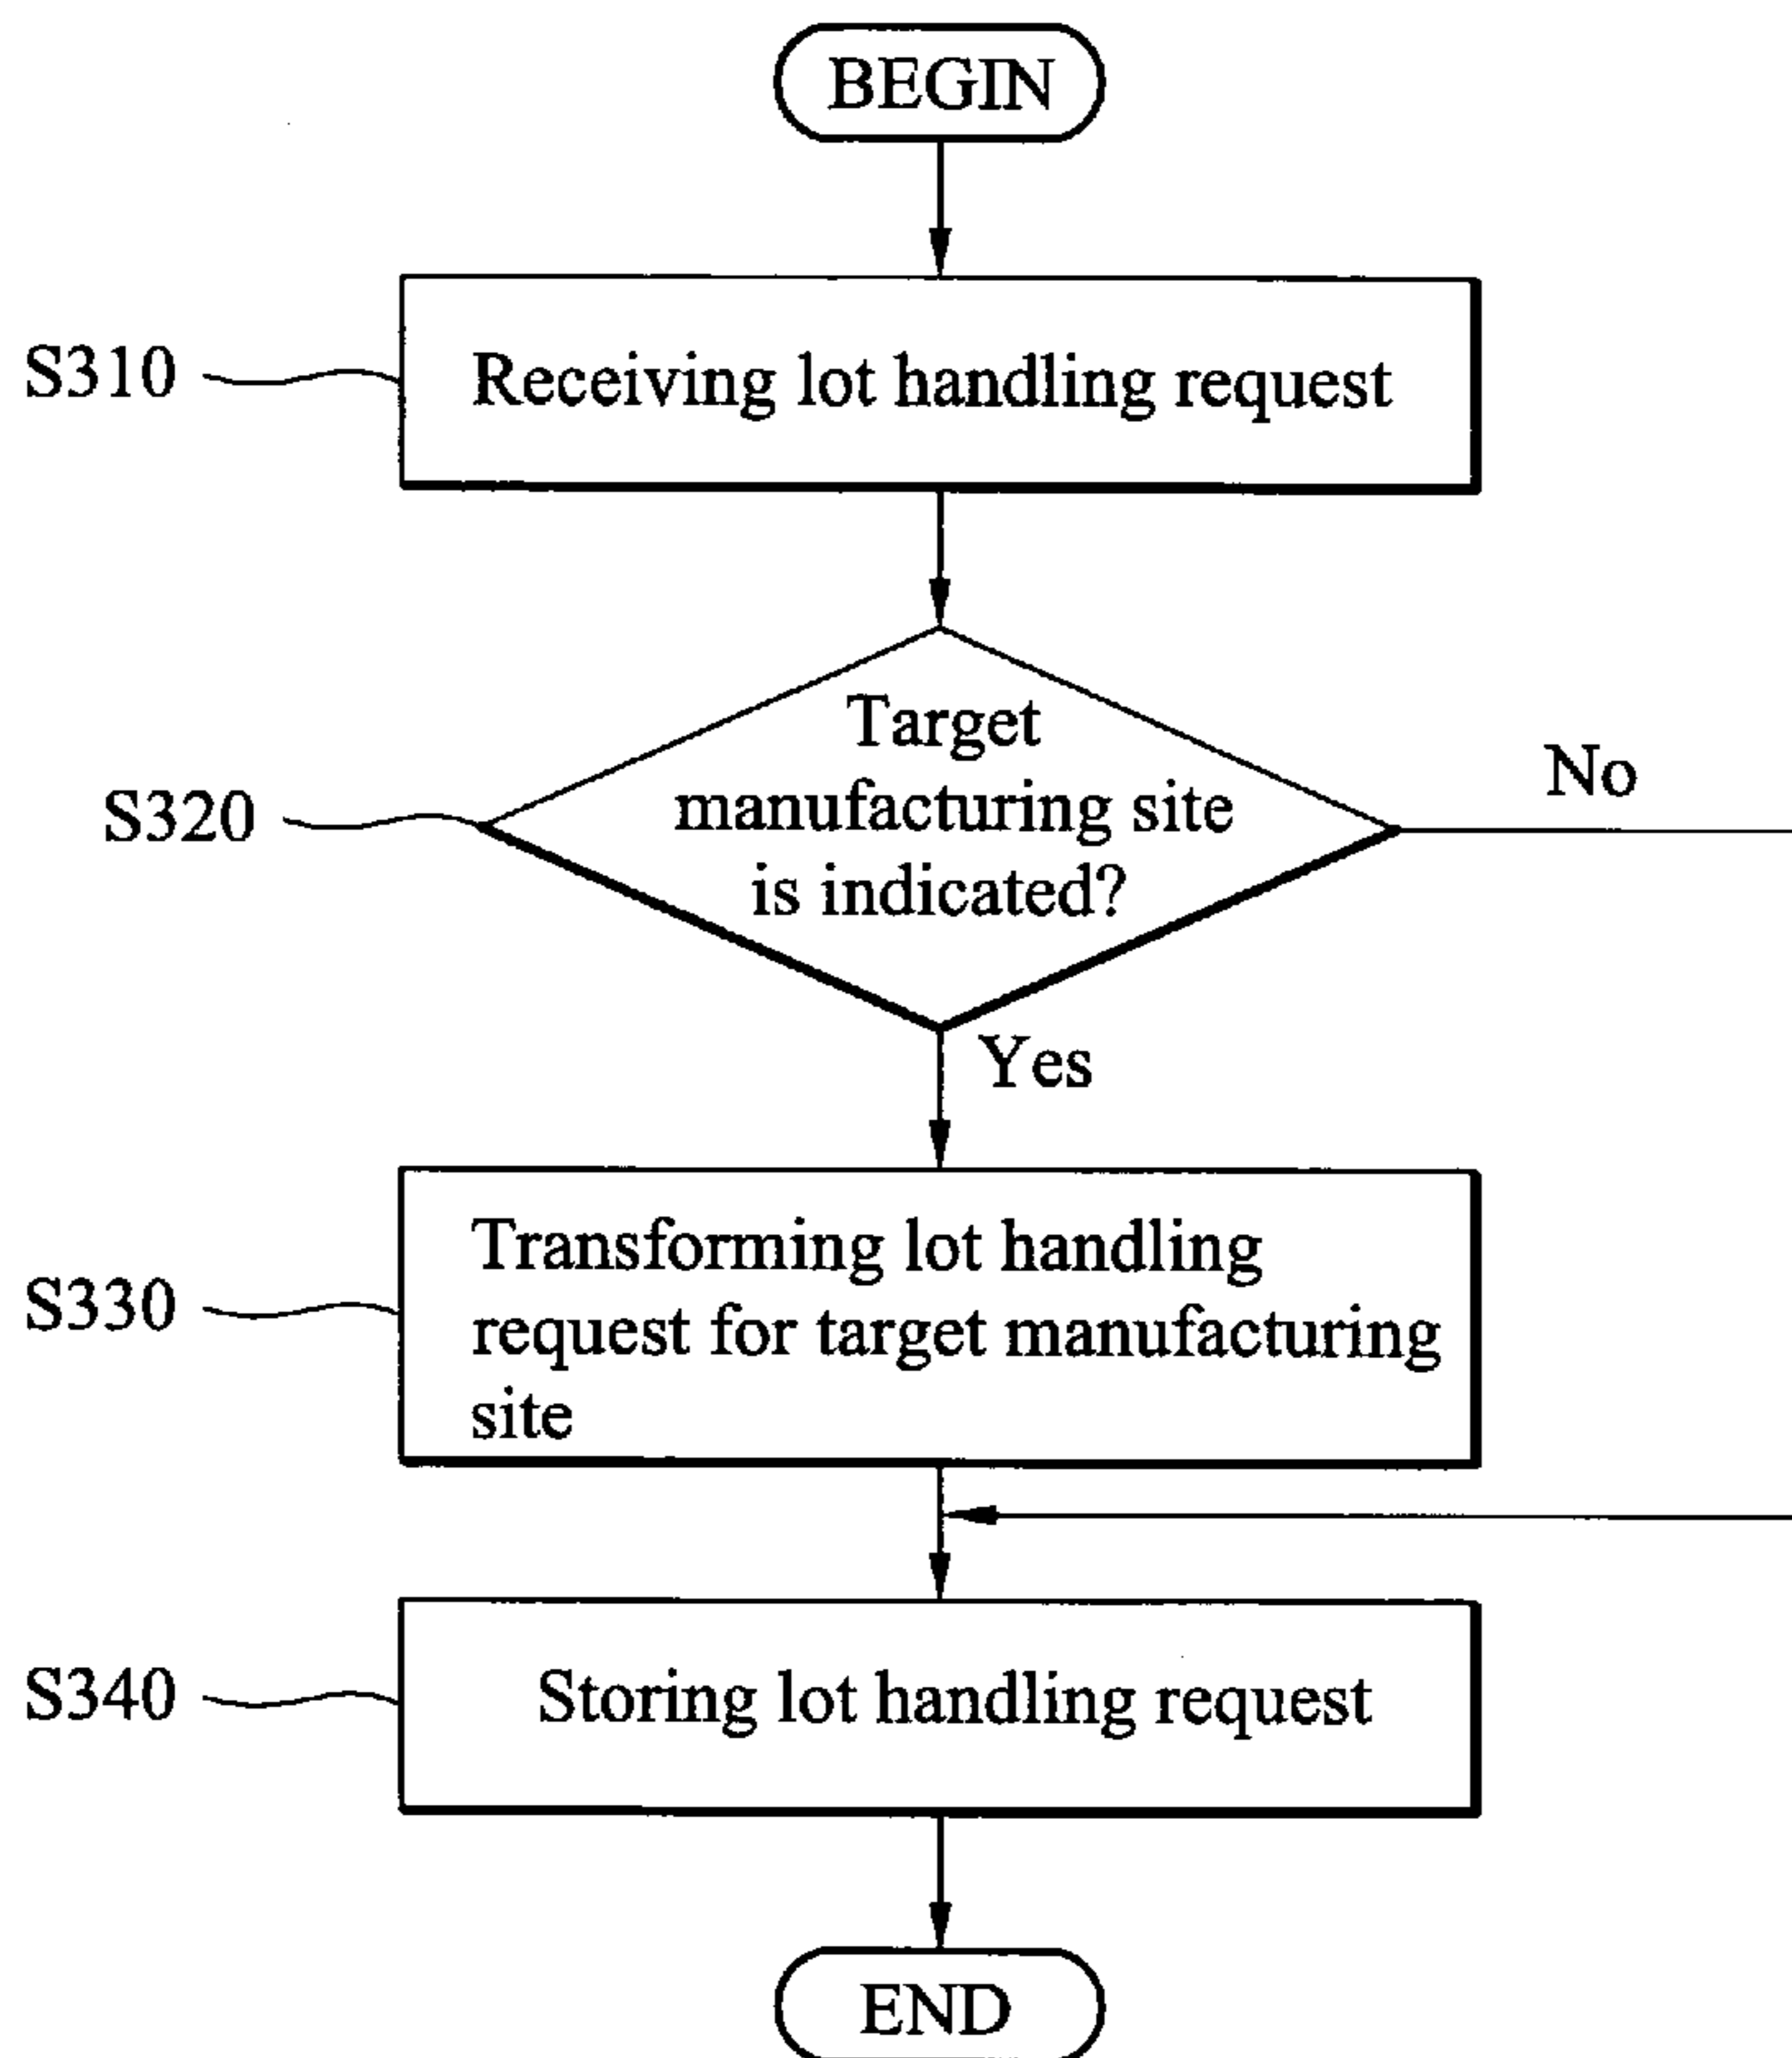 BEGIN
S310
Receiving lot handling request
S320
Target
manufacturing site
is indicated?
No
Yes
S330
Transforming lot handling
request for target manufacturing
site
S340
Storing lot handling request
END